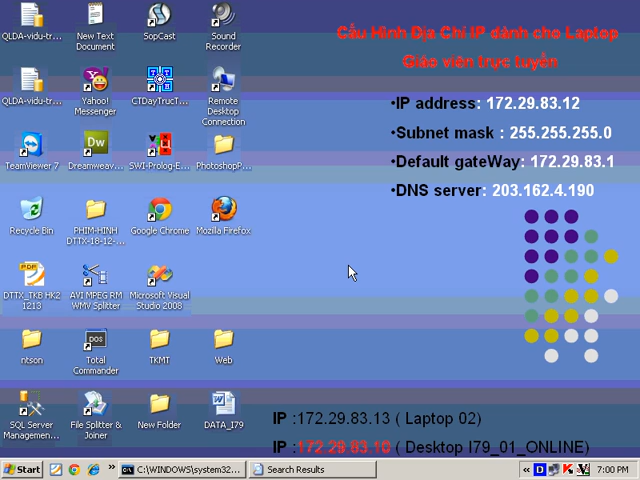 QLDA-vidu-tr...
New Text Document
SopCast
Sound Recorder
QLDA-vidu-tr...
Yahoo! Messenger
CTDayTrucT...
Remote Desktop Connection
TeamViewer 7
Dreamweav...
SWI-Prolog-E...
PhotoshopP...
Recycle Bin
PHIM-HINH DTTX-18-12-...
Google Chrome
Mozilla Firefox
DTTX_TKB HK2 1213
AVI MPEG RM WMV Splitter
Microsoft Visual Studio 2008
ntson
Total Commander
TKMT
Web
SQL Server Managemen...
File Splitter & Joiner
New Folder
DATA_I79
Cấu Hình Địa Chỉ IP dành cho Laptop
Giáo viên trực tuyến
•IP address: 172.29.83.12
•Subnet mask : 255.255.255.0
•Default gateWay: 172.29.83.1
•DNS server: 203.162.4.190
IP :172.29.83.13 ( Laptop 02)
IP :172.29.83.10 ( Desktop I79_01_ONLINE)
Start
C:\WINDOWS\system32...
Search Results
7:00 PM